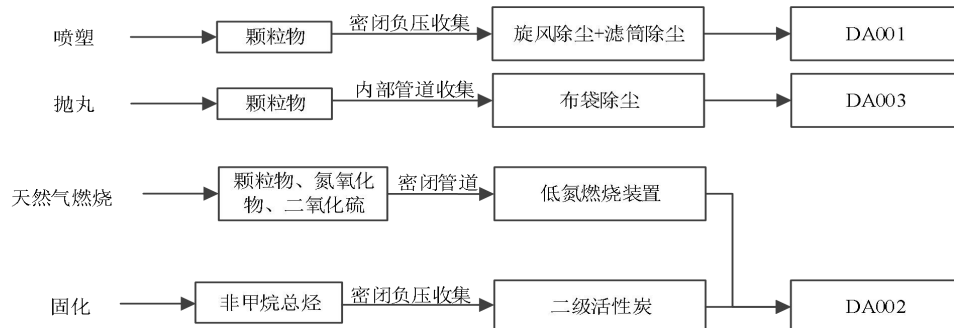 喷塑
颗粒物
密闭负压收集
旋风除尘+滤筒除尘
DA001
抛丸
颗粒物
内部管道收集
布袋除尘
DA003
天然气燃烧
颗粒物、氮氧化
物、二氧化硫
密闭管道
低氮燃烧装置
固化
非甲烷总烃
密闭负压收集
二级活性炭
DA002